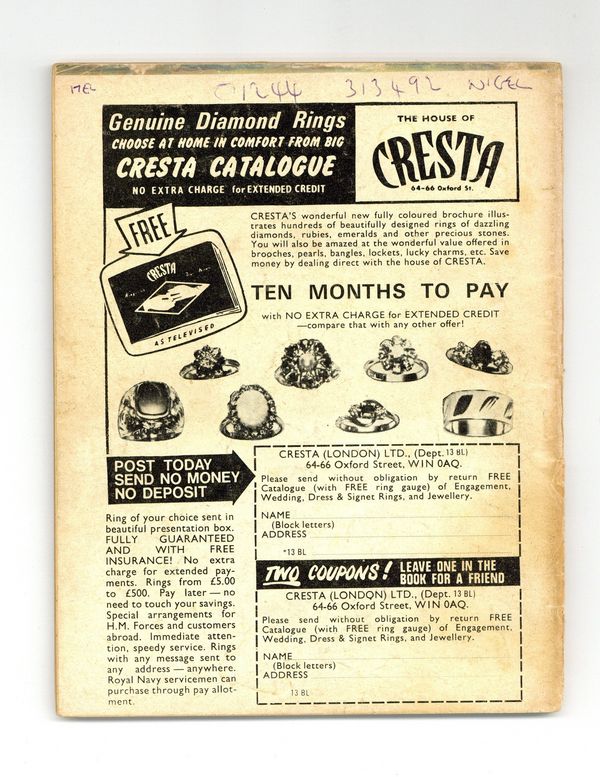 MEL 01244 313492 NIGEL
Genuine Diamond Rings
CHOOSE AT HOME IN COMFORT FROM BIG
CRESTA CATALOGUE
NO EXTRA CHARGE for EXTENDED CREDIT
THE HOUSE OF
CRESTA
64-66 Oxford St.
FREE
CRESTA
AS TELEVISED
CRESTA'S wonderful new fully coloured brochure illus-
trates hundreds of beautifully designed rings of dazzling
diamonds, rubies, emeralds and other precious stones.
You will also be amazed at the wonderful value offered in
brooches, pearls, bangles, lockets, lucky charms, etc. Save
money by dealing direct with the house of CRESTA.
TEN MONTHS TO PAY
with NO EXTRA CHARGE for EXTENDED CREDIT
—compare that with any other offer!
POST TODAY
SEND NO MONEY
NO DEPOSIT
Ring of your choice sent in
beautiful presentation box.
FULLY GUARANTEED
AND WITH FREE
INSURANCE! No extra
charge for extended pay-
ments. Rings from £5.00
to £500. Pay later — no
need to touch your savings.
Special arrangements for
H.M. Forces and customers
abroad. Immediate atten-
tion, speedy service. Rings
with any message sent to
any address — anywhere.
Royal Navy servicemen can
purchase through pay allot-
ment.
CRESTA (LONDON) LTD., (Dept. 13 BL)
64-66 Oxford Street, WIN 0AQ.
Please send without obligation by return FREE
Catalogue (with FREE ring gauge) of Engagement,
Wedding, Dress & Signet Rings, and Jewellery.
NAME
(Block letters)
ADDRESS
*13 BL
TWO COUPONS! LEAVE ONE IN THE
BOOK FOR A FRIEND
CRESTA (LONDON) LTD., (Dept. 13 BL)
64-66 Oxford Street, WIN 0AQ.
Please send without obligation by return FREE
Catalogue (with FREE ring gauge) of Engagement,
Wedding, Dress & Signet Rings, and Jewellery.
NAME
(Block letters)
ADDRESS
13 BL